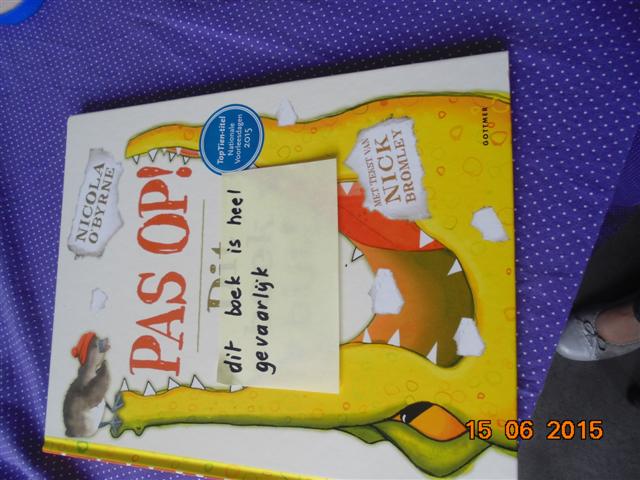 NICOLA
O'BYRNE
TopTien-titel
Nationale
Voorleesdagen
2015
PAS OP!
Dit
dit boek is heel
gevaarlijk
MET TEKST VAN
NICK
BROMLEY
GOTTMER
15 06 2015